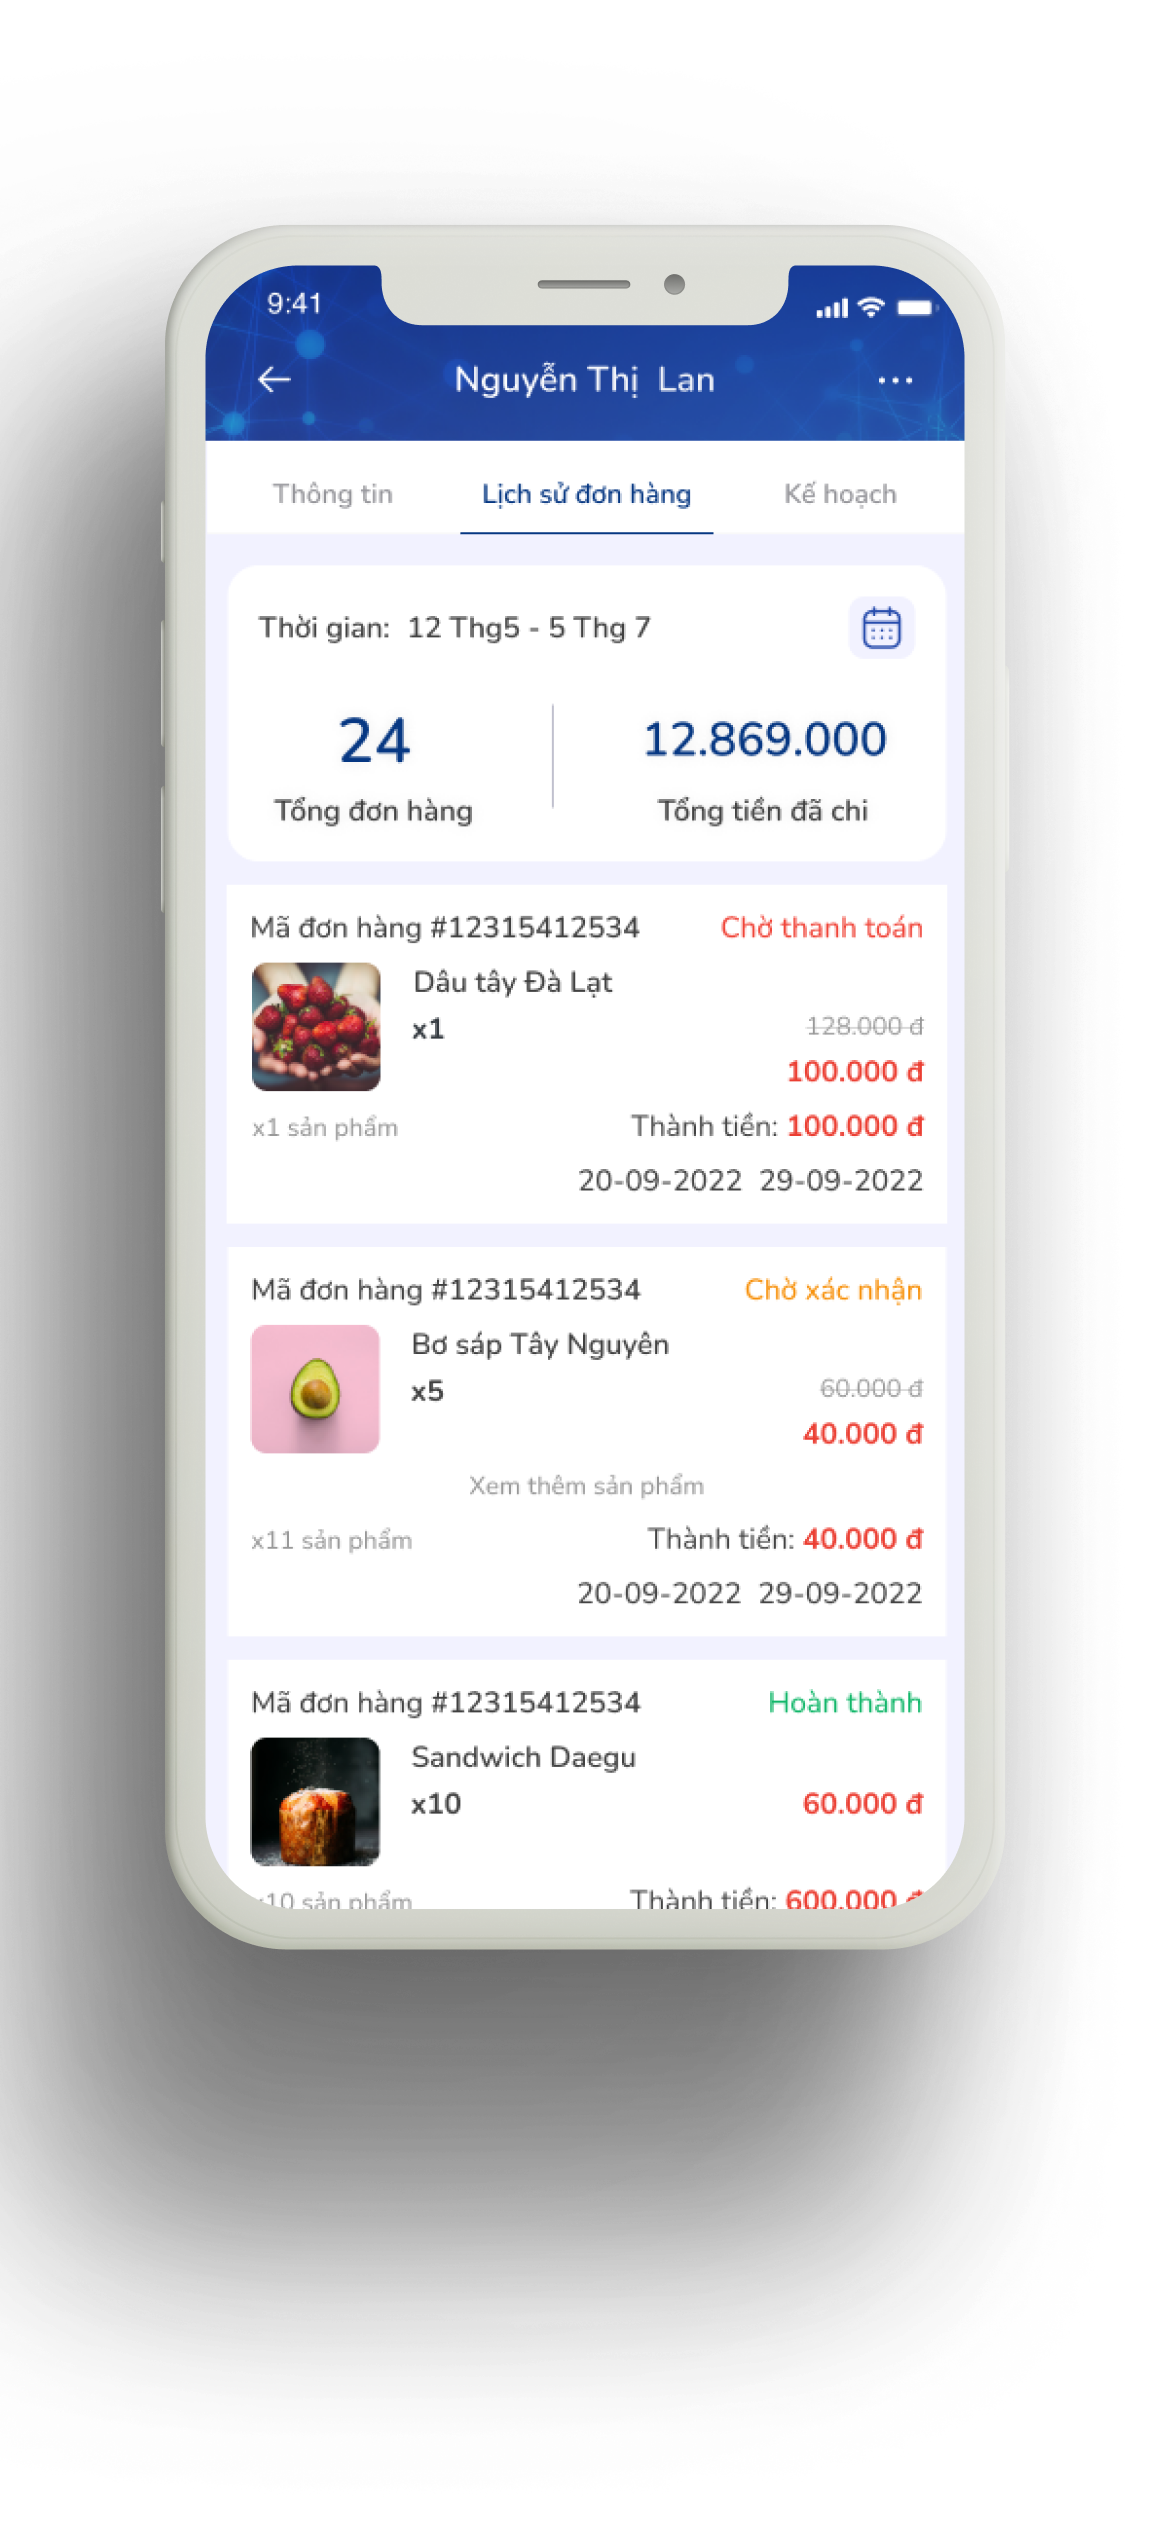 9:41
Nguyễn Thị Lan
Thông tin
Lịch sử đơn hàng
Kế hoạch
Thời gian: 12 Thg5 - 5 Thg 7
24
12.869.000
Tổng đơn hàng
Tổng tiền đã chi
Mã đơn hàng #12315412534
Chờ thanh toán
Dâu tây Đà Lạt
x1
128.000 đ
100.000 đ
x1 sản phẩm
Thành tiền: 100.000 đ
20-09-2022 29-09-2022
Mã đơn hàng #12315412534
Chờ xác nhận
Bơ sáp Tây Nguyên
x5
60.000 đ
40.000 đ
Xem thêm sản phẩm
x11 sản phẩm
Thành tiền: 40.000 đ
20-09-2022 29-09-2022
Mã đơn hàng #12315412534
Hoàn thành
Sandwich Daegu
x10
60.000 đ
x10 sản phẩm
Thành tiền: 600.000 đ